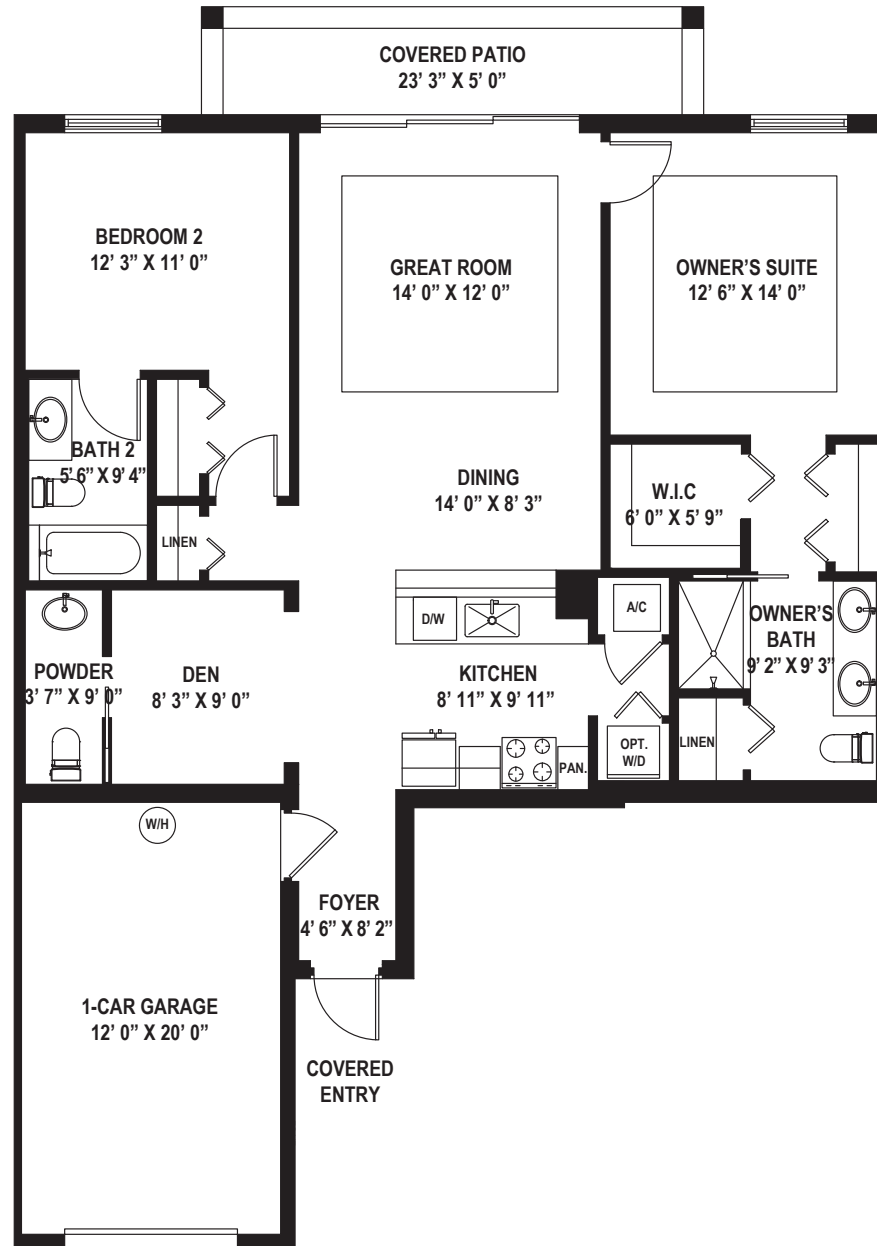 COVERED PATIO
23’ 3” X 5’ 0”
BEDROOM 2
12’ 3” X 11’ 0”
GREAT ROOM
14’ 0” X 12’ 0”
OWNER’S SUITE
12’ 6” X 14’ 0”
BATH 2
5’ 6” X 9’ 4”
DINING
14’ 0” X 8’ 3”
W.I.C
6’ 0” X 5’ 9”
LINEN
D/W
A/C
OWNER’S
BATH
9’ 2” X 9’ 3”
POWDER
3’ 7” X 9’ 0”
DEN
8’ 3” X 9’ 0”
KITCHEN
8’ 11” X 9’ 11”
OPT.
W/D
LINEN
PAN.
W/H
FOYER
4’ 6” X 8’ 2”
1-CAR GARAGE
12’ 0” X 20’ 0”
COVERED
ENTRY